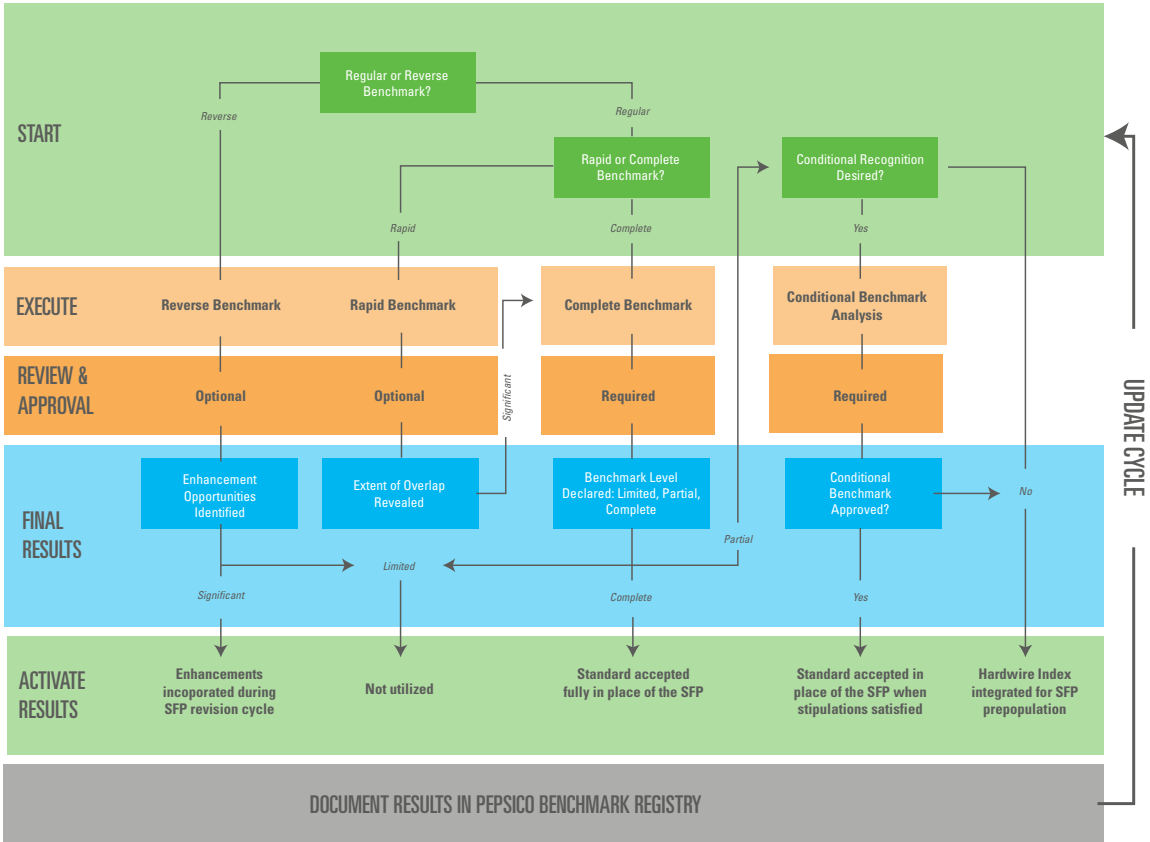 START
Regular or Reverse
Benchmark?
Reverse
Regular
Rapid or Complete
Benchmark?
Conditional Recognition
Desired?
Rapid
Complete
Yes
EXECUTE
Reverse Benchmark
Rapid Benchmark
Complete Benchmark
Conditional Benchmark
Analysis
REVIEW &
APPROVAL
Optional
Optional
Significant
Required
Required
UPDATE CYCLE
FINAL
RESULTS
Enhancement
Opportunities
Identified
Extent of Overlap
Revealed
Benchmark Level
Declared: Limited, Partial,
Complete
Conditional
Benchmark
Approved?
No
Partial
Limited
Significant
Complete
Yes
ACTIVATE
RESULTS
Enhancements
incoporated during
SFP revision cycle
Not utilized
Standard accepted
fully in place of the SFP
Standard accepted in
place of the SFP when
stipulations satisfied
Hardwire Index
integrated for SFP
prepopulation
DOCUMENT RESULTS IN PEPSICO BENCHMARK REGISTRY